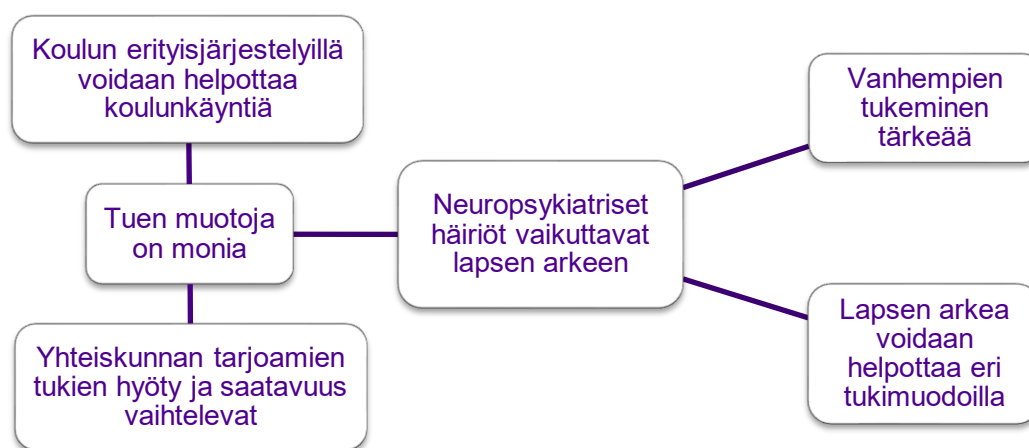 Koulun erityisjärjestelyillä
voidaan helpottaa
koulunkäyntiä
Tuen muotoja
on monia
Yhteiskunnan tarjoamien
tukien hyöty ja saatavuus
vaihtelevat
Neuropsykiatriset
häiriöt vaikuttavat
lapsen arkeen
Vanhempien
tukeminen
tärkeää
Lapsen arkea
voidaan
helpottaa eri
tukimuodoilla